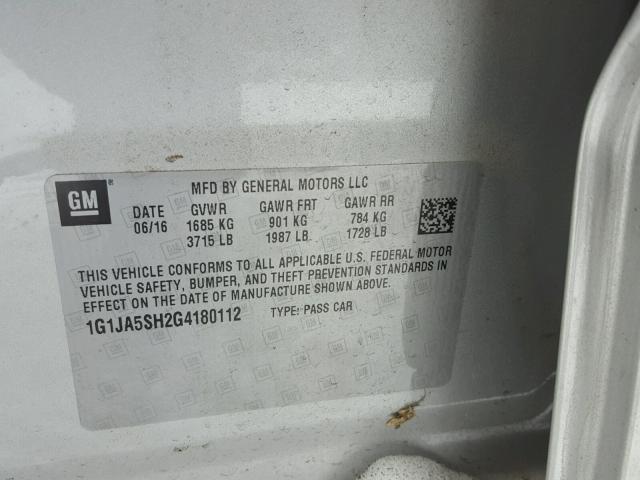 GM
MFD BY GENERAL MOTORS LLC
DATE GVWR GAWR FRT GAWR RR
06/16 1685 KG 901 KG 784 KG
3715 LB 1987 LB 1728 LB
THIS VEHICLE CONFORMS TO ALL APPLICABLE U.S. FEDERAL MOTOR
VEHICLE SAFETY, BUMPER, AND THEFT PREVENTION STANDARDS IN
EFFECT ON THE DATE OF MANUFACTURE SHOWN ABOVE.
1G1JA5SH2G4180112 TYPE: PASS CAR